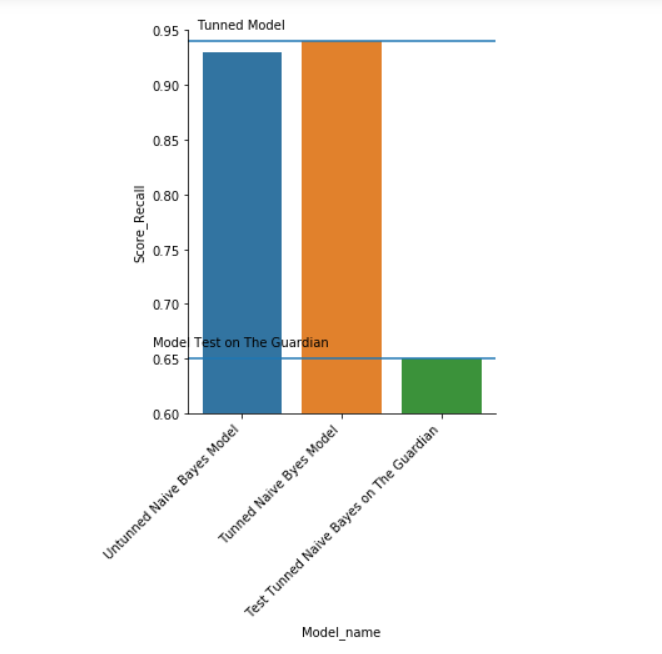 Tunned Model
0.95
0.90
0.85
0.80
0.75
0.70
0.65
0.60
Score_Recall
Model Test on The Guardian
Untunned Naive Bayes Model
Tunned Naive Byes Model
Test Tunned Naive Bayes on The Guardian
Model_name